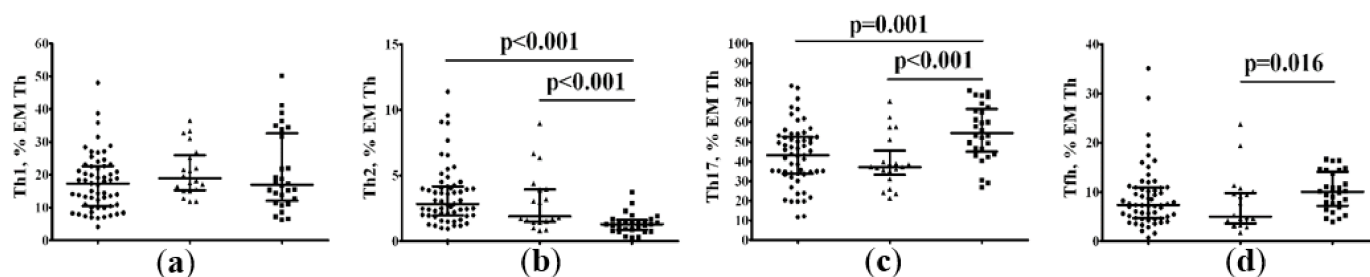 Th1, % EM Th
60
50
40
30
20
10
0
(a)
Th2, % EM Th
15
10
5
0
p<0.001
p<0.001
(b)
Th17, % EM Th
100
90
80
70
60
50
40
30
20
10
0
p=0.001
p<0.001
(c)
Tfh, % EM Th
40
30
20
10
0
p=0.016
(d)